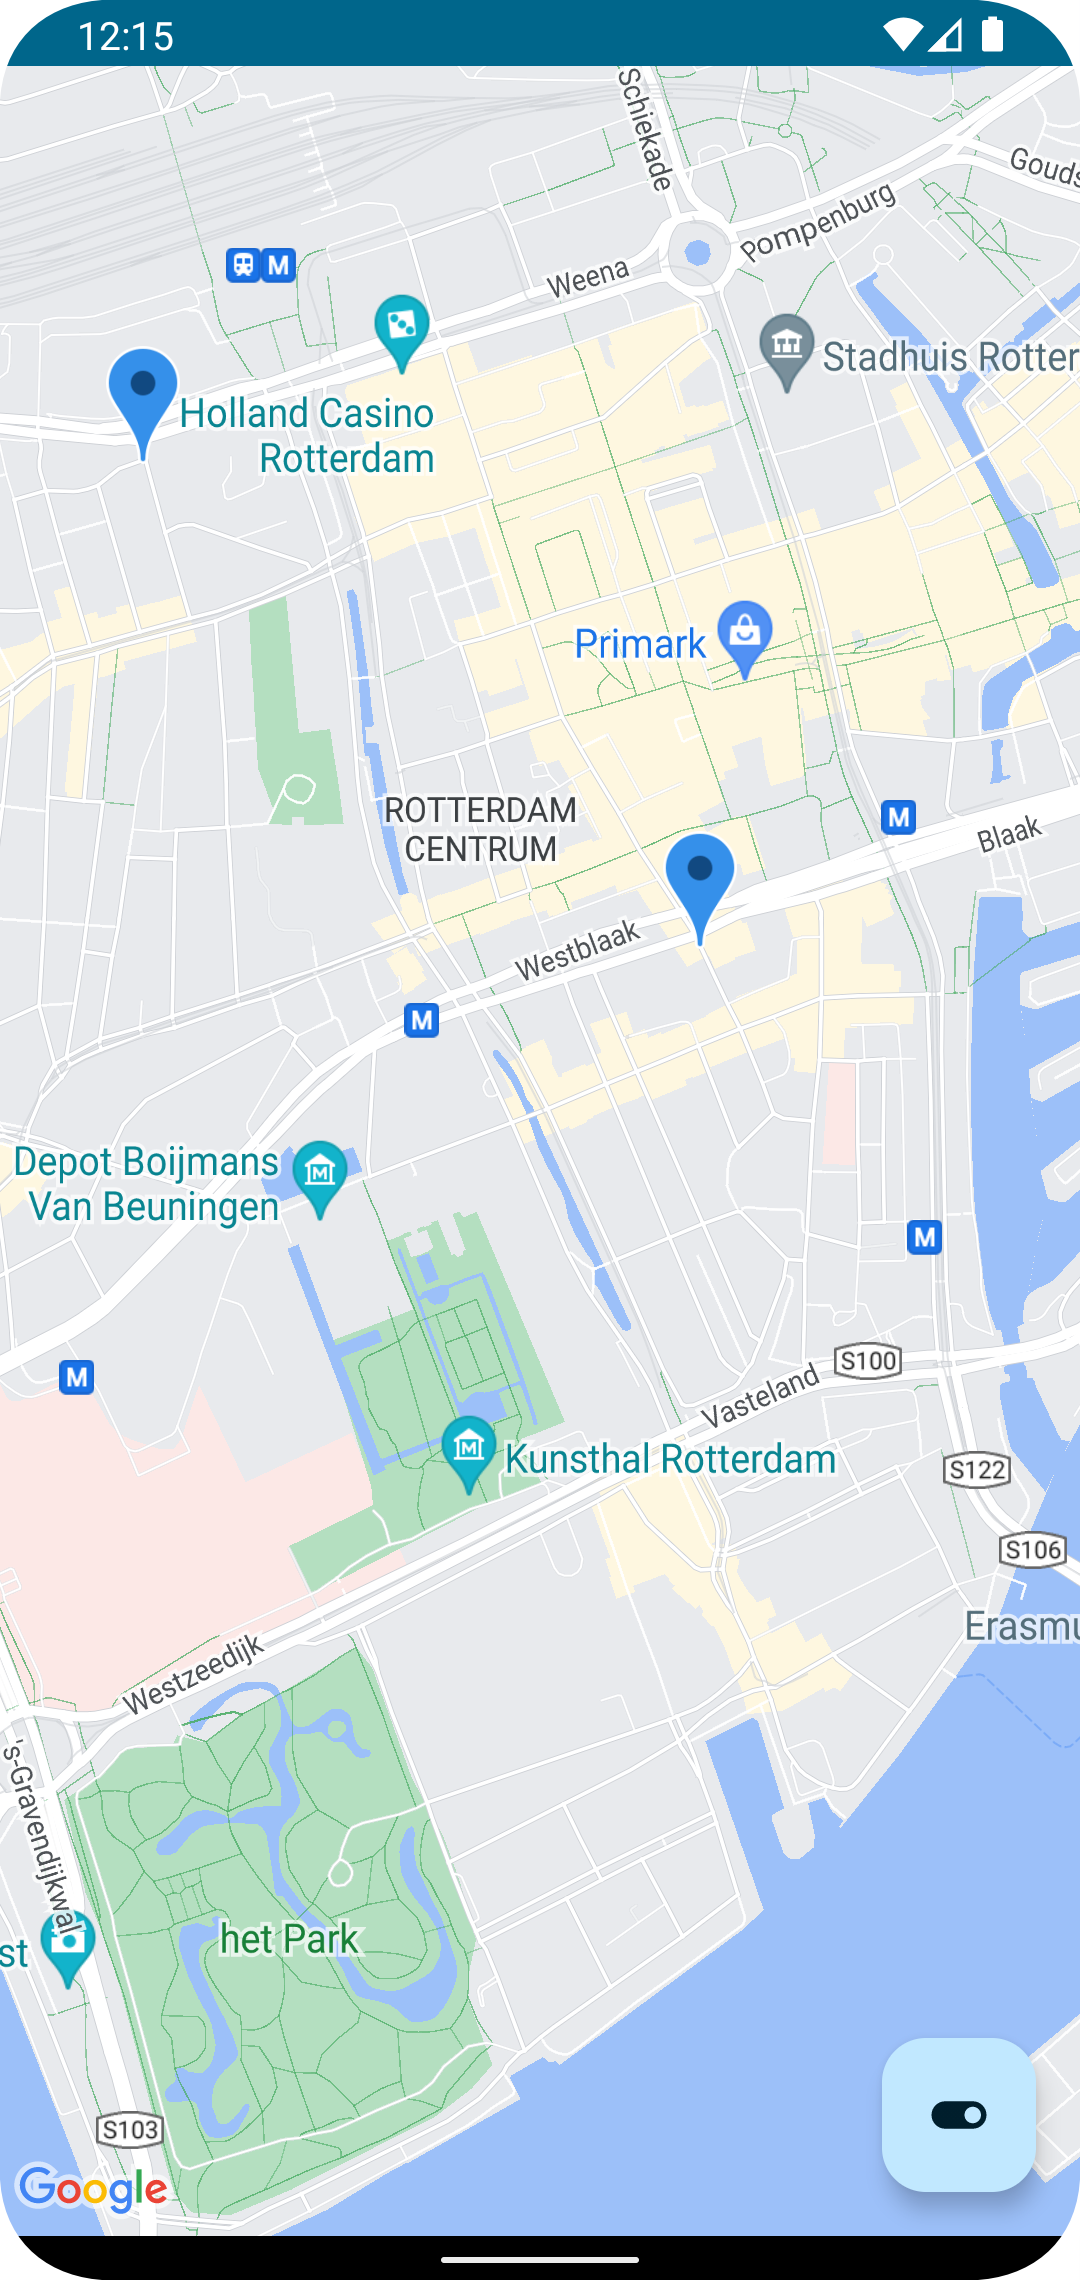 12:15
Schiekade
Gouds
Pompenburg
Weena
M
Stadhuis Rotter
Holland Casino
Rotterdam
Primark
ROTTERDAM
CENTRUM
M
Blaak
Westblaak
M
Depot Boijmans
Van Beuningen
M
M
S100
M
Vasteland
Kunsthal Rotterdam
S122
S106
Erasmu
Westzeedijk
's-Gravendijkwal
het Park
st
S103
Google